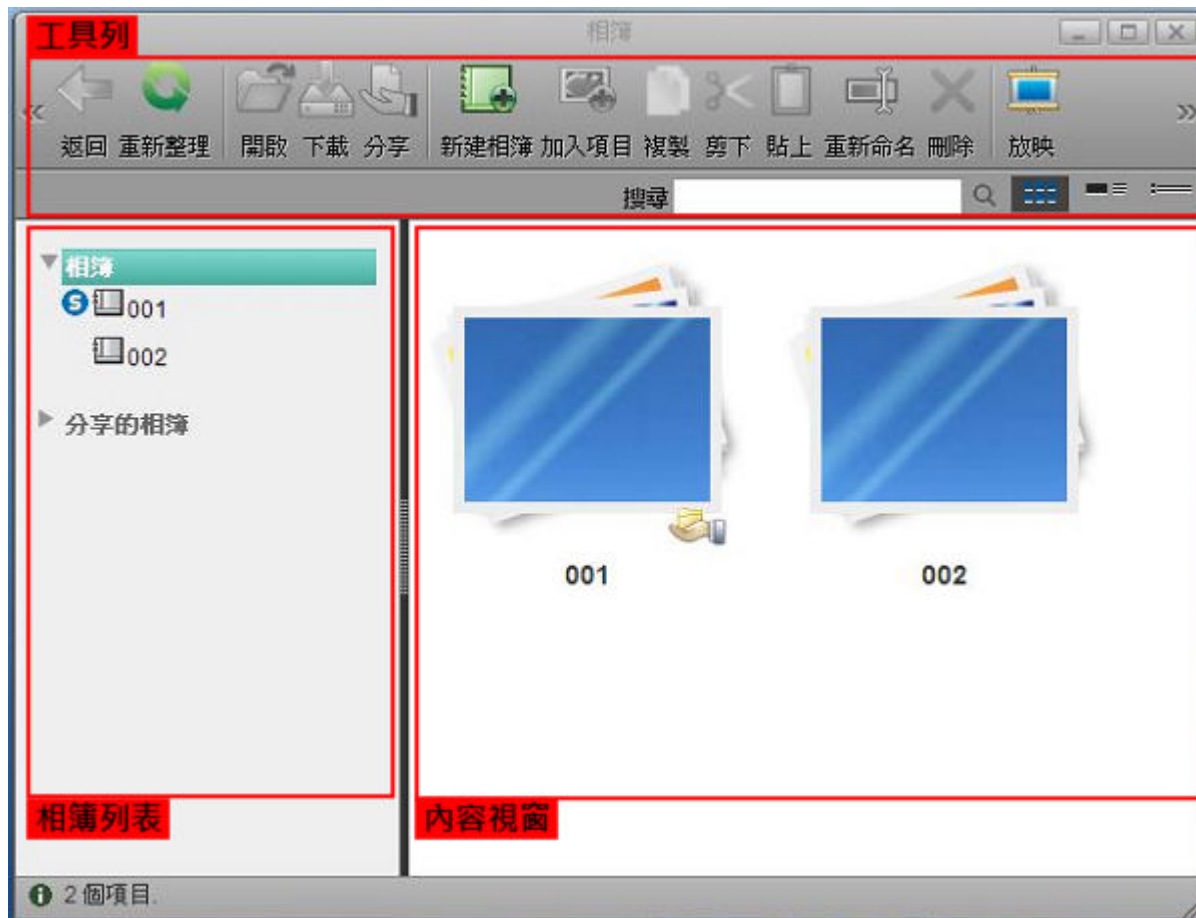 工具列
相簿
返回 重新整理 開啟 下載 分享 新建相簿 加入項目 複製 剪下 貼上 重新命名 刪除 放映
搜尋
相簿
S 001
002
分享的相簿
001 002
相簿列表 內容視窗
2 個項目.